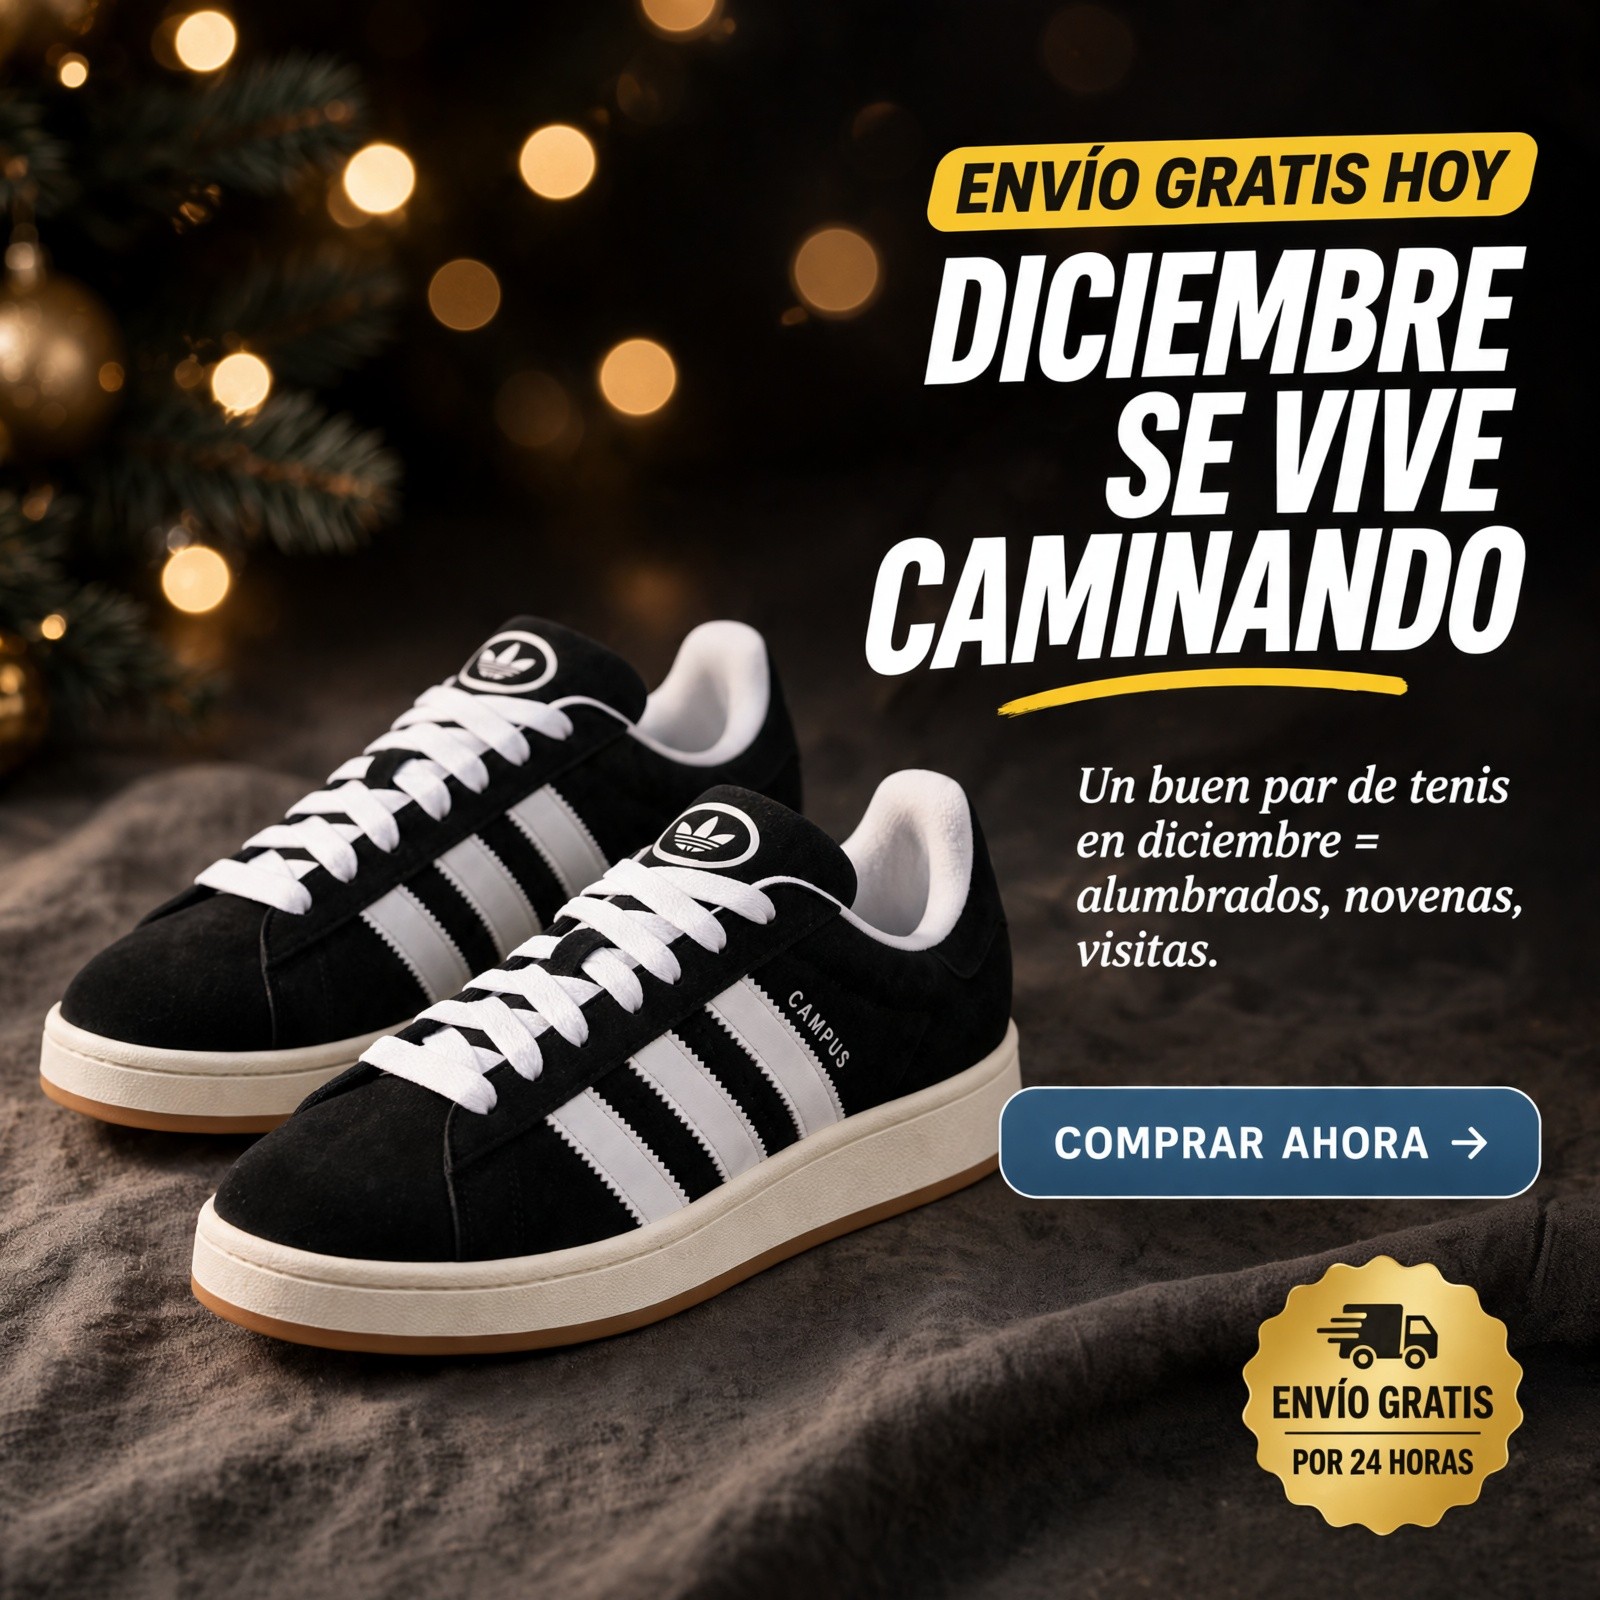 ENVÍO GRATIS HOY
DICIEMBRE
SE VIVE
CAMINANDO
Un buen par de tenis
en diciembre =
alumbrados, novenas,
visitas.
CAMPUS
COMPRAR AHORA →
ENVÍO GRATIS
POR 24 HORAS